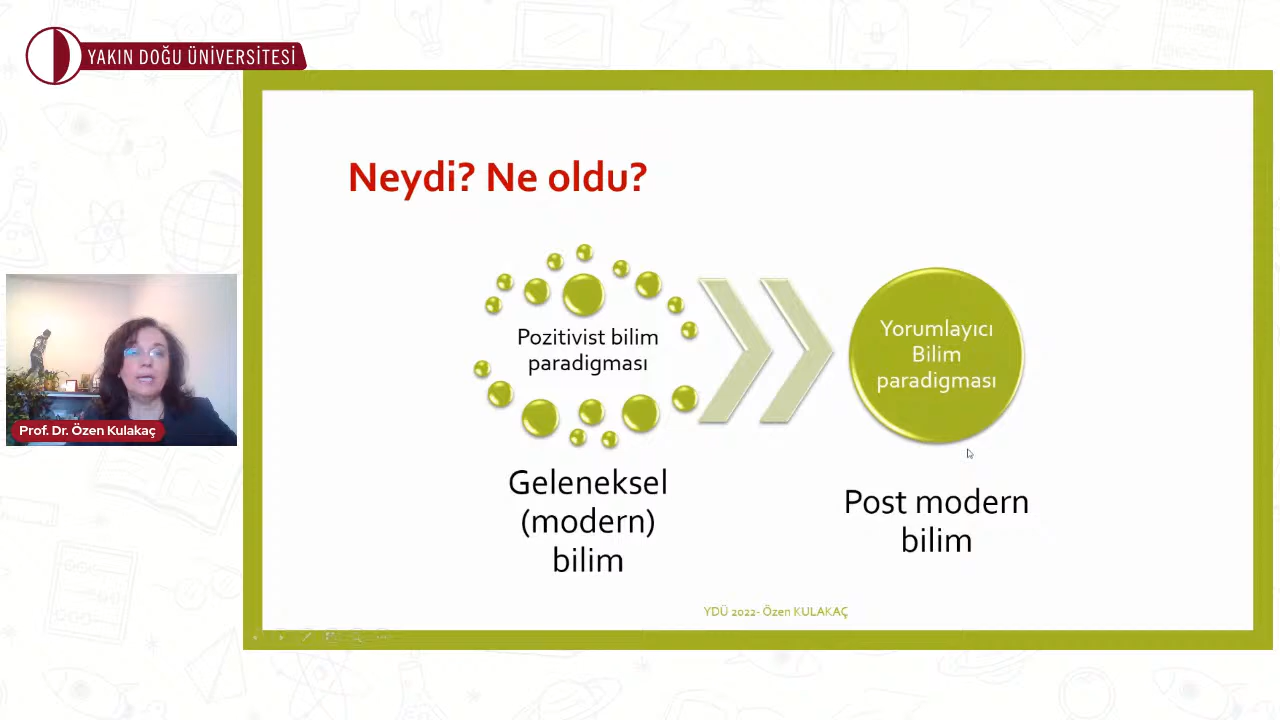 YAKIN DOĞU ÜNİVERSİTESİ
Neydi? Ne oldu?
Pozitivist bilim
paradigması
Yorumlayıcı
Bilim
paradigması
Geleneksel
(modern)
bilim
Post modern
bilim
Prof. Dr. Özen Kulakaç
YDÜ 2022- Özen KULAKAÇ